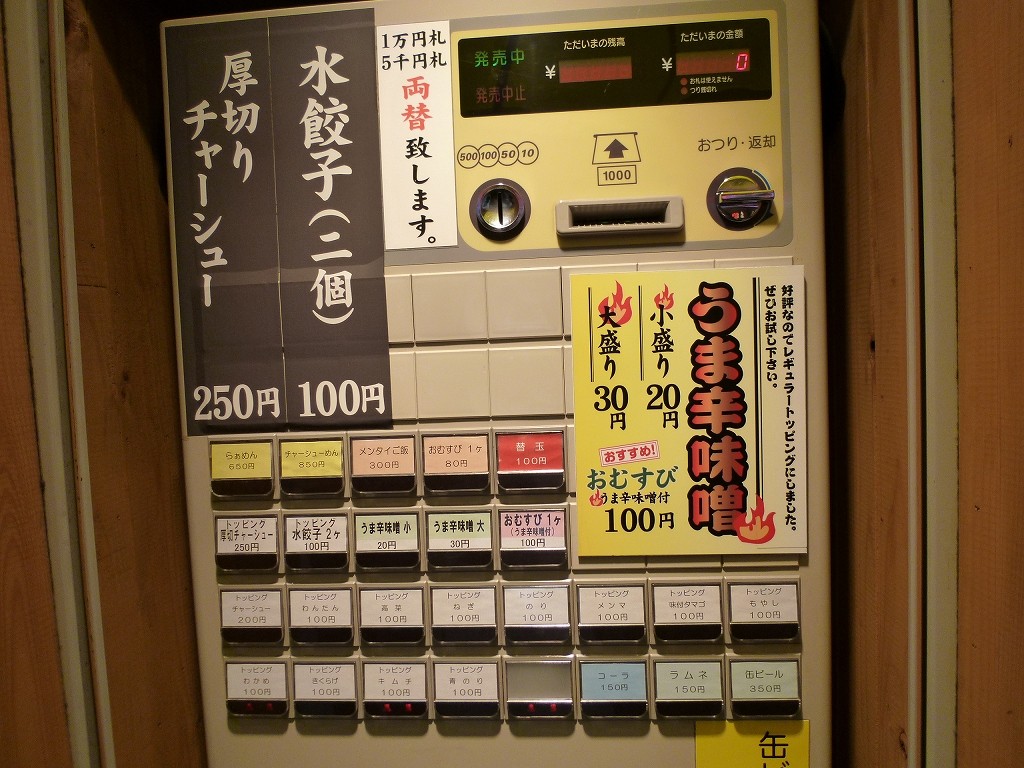 水餃子(二個)
100円
厚切り
チャーシュー
250円
1万円札
5千円札
両替致します。
発売中
発売中止
ただいまの残高
¥
ただいまの金額
¥ 0
お札は使えません
つり銭切れ
500 100 50 10
1000
おつり・返却
好評なのでレギュラートッピングにしました。
ぜひお試し下さい。
うま辛味噌
小盛り
20円
大盛り
30円
おすすめ!
おむすび
うま辛味噌付
100円
らぁめん
650円
チャーシューめん
850円
メンタイご飯
300円
おむすび 1ヶ
80円
替玉
100円
トッピング
厚切チャーシュー
250円
トッピング
水餃子 2ヶ
100円
うま辛味噌 小
20円
うま辛味噌 大
30円
おむすび 1ヶ
(うま辛味噌付)
100円
トッピング
チャーシュー
200円
トッピング
わんたん
100円
トッピング
高菜
100円
トッピング
ねぎ
100円
トッピング
のり
100円
トッピング
メンマ
100円
トッピング
味付タマゴ
100円
トッピング
もやし
100円
トッピング
わかめ
100円
トッピング
きくらげ
100円
トッピング
キムチ
100円
トッピング
青のり
100円
コーラ
150円
ラムネ
150円
缶ビール
350円
缶